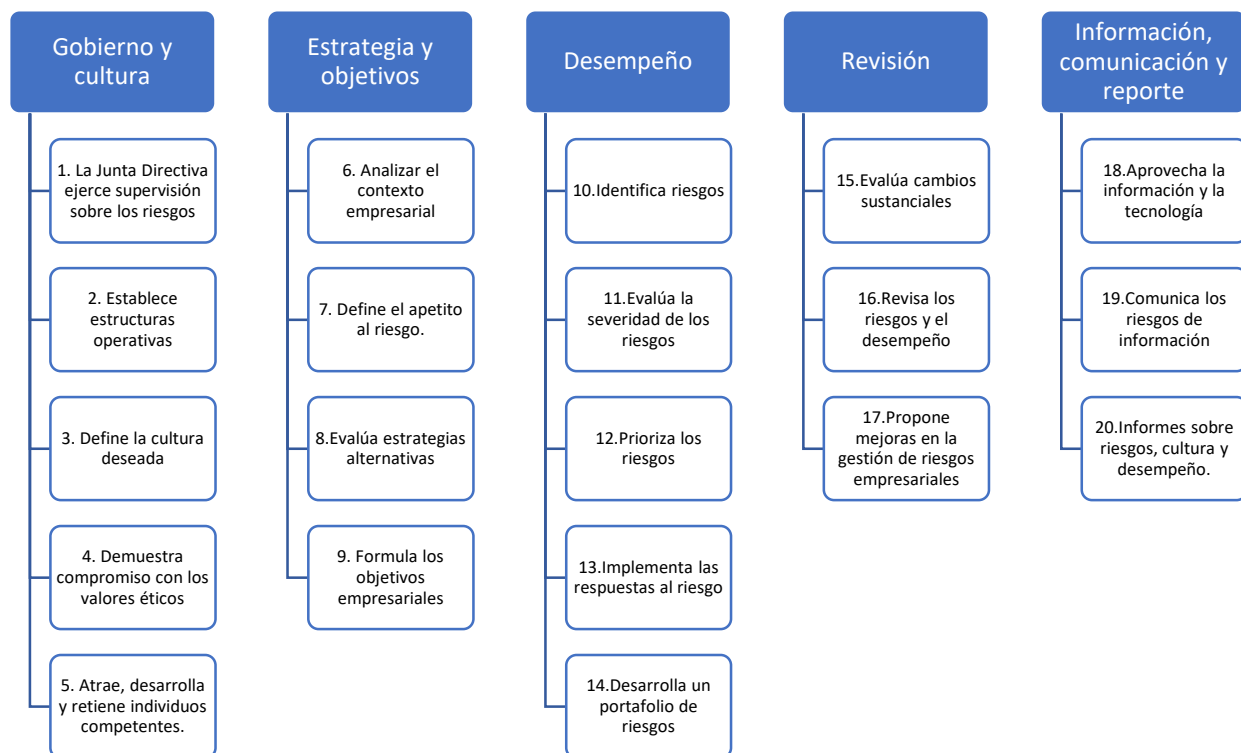 Gobierno y
cultura
1. La Junta Directiva
ejerce supervisión
sobre los riesgos
2. Establece
estructuras
operativas
3. Define la cultura
deseada
4. Demuestra
compromiso con los
valores éticos
5. Atrae, desarrolla
y retiene individuos
competentes.
Estrategia y
objetivos
6. Analizar el
contexto
empresarial
7. Define el apetito
al riesgo.
8.Evalúa estrategias
alternativas
9. Formula los
objetivos
empresariales
Desempeño
10.Identifica riesgos
11.Evalúa la
severidad de los
riesgos
12.Prioriza los
riesgos
13.Implementa las
respuestas al riesgo
14.Desarrolla un
portafolio de
riesgos
Revisión
15.Evalúa cambios
sustanciales
16.Revisa los
riesgos y el
desempeño
17.Propone
mejoras en la
gestión de riesgos
empresariales
Información,
comunicación y
reporte
18.Aprovecha la
información y la
tecnología
19.Comunica los
riesgos de
información
20.Informes sobre
riesgos, cultura y
desempeño.